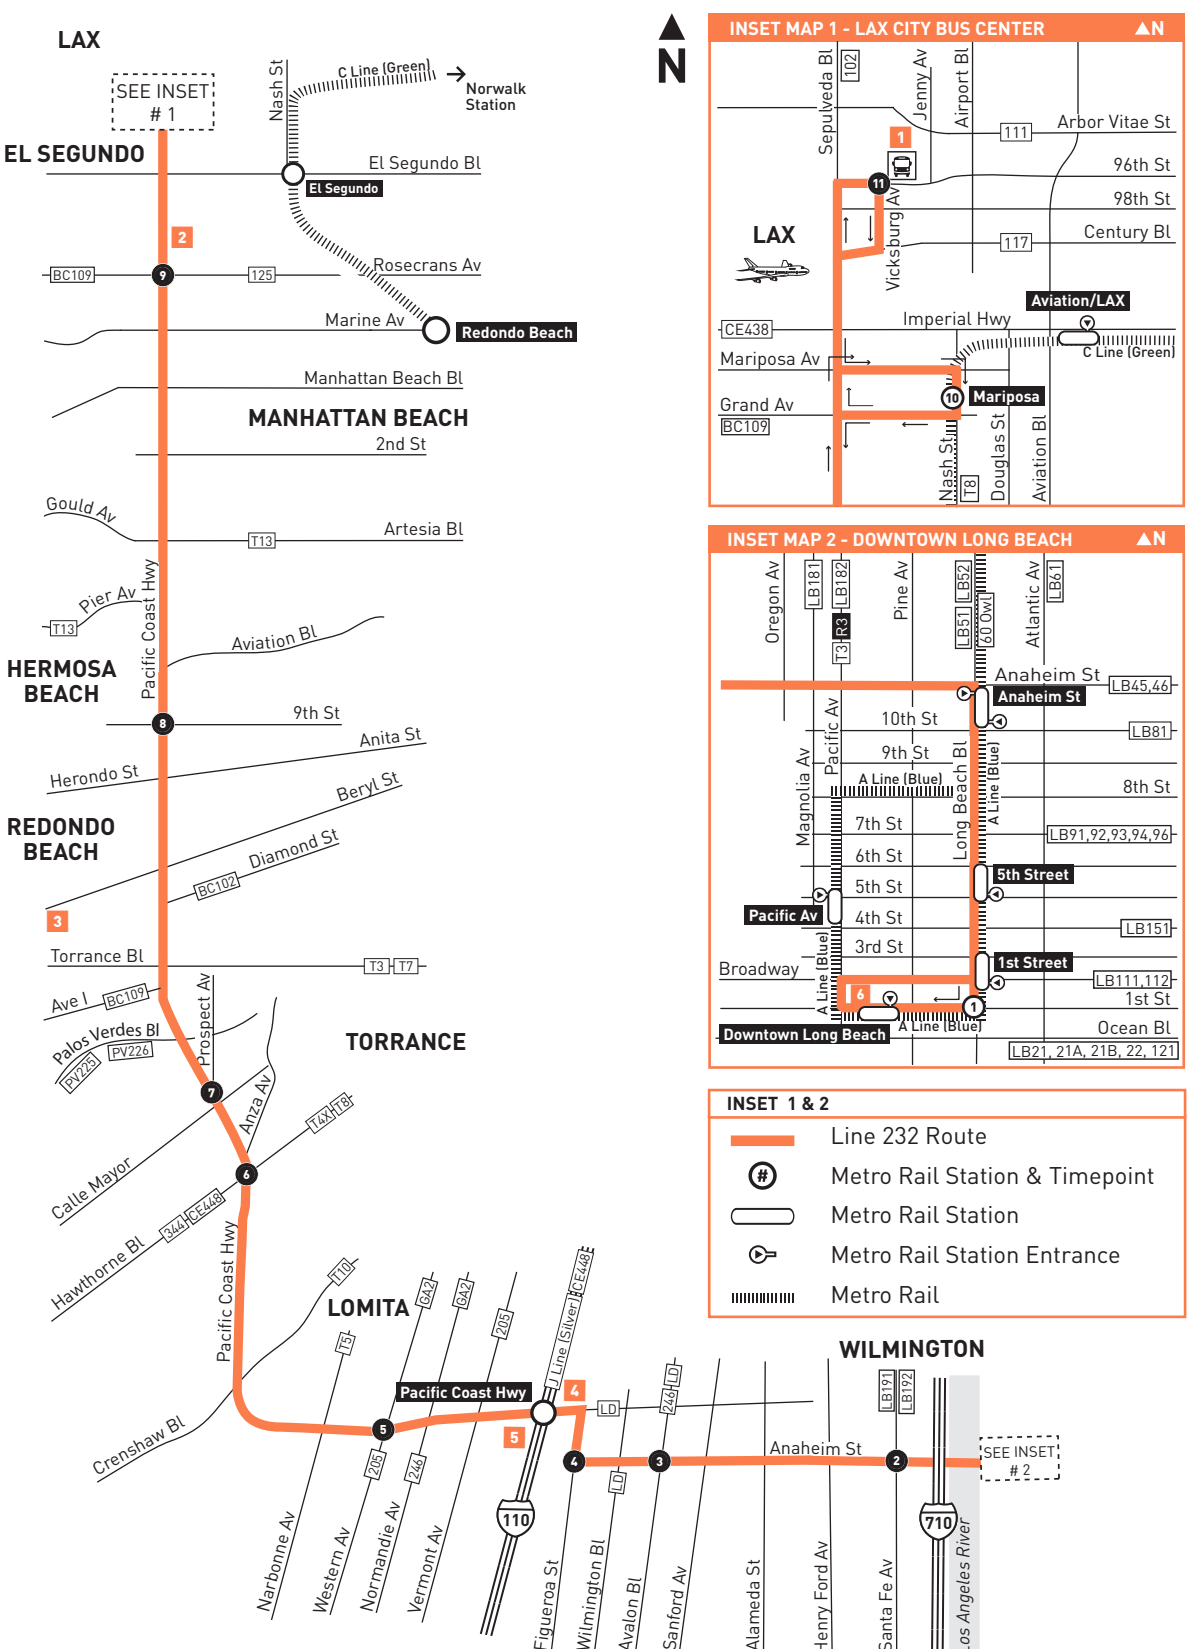 LAX
SEE INSET
# 1
EL SEGUNDO
Nash St
C Line (Green)
Norwalk
Station
El Segundo Bl
El Segundo
2
BC109
9
125
Rosecrans Av
Marine Av
Redondo Beach
Manhattan Beach Bl
MANHATTAN BEACH
2nd St
Gould Av
T13
Artesia Bl
Pacific Coast Hwy
Pier Av
T13
Aviation Bl
HERMOSA
BEACH
8
9th St
Anita St
Herondo St
Beryl St
REDONDO
BEACH
Diamond St
BC102
3
Torrance Bl
T3
T7
Ave I
BC109
Prospect Av
Palos Verdes Bl
PV225
PV226
TORRANCE
7
Anza Av
T4X
T8
Calle Mayor
6
344
CE448
Hawthorne Bl
Pacific Coast Hwy
T10
LOMITA
T5
GA2
GA2
205
J Line (Silver)
CE448
Crenshaw Bl
Pacific Coast Hwy
4
5
5
205
246
LD
4
LD
3
246
LD
Anaheim St
2
LB191
LB192
WILMINGTON
SEE INSET
# 2
110
710
Narbonne Av
Western Av
Normandie Av
Vermont Av
Figueroa St
Wilmington Bl
Avalon Bl
Sanford Av
Alameda St
Henry Ford Av
Santa Fe Av
Los Angeles River
N
INSET MAP 1 - LAX CITY BUS CENTER
N
Sepulveda Bl
102
Jenny Av
Airport Bl
111
Arbor Vitae St
1
96th St
11
98th St
Vicksburg Av
117
Century Bl
LAX
Aviation/LAX
CE438
Imperial Hwy
C Line (Green)
Mariposa Av
10
Mariposa
Grand Av
BC109
Nash St
T8
Douglas St
Aviation Bl
INSET MAP 2 - DOWNTOWN LONG BEACH
N
Oregon Av
LB181
T3
R3
LB182
Pine Av
LB51
LB52
60 Owl
Atlantic Av
LB61
Anaheim St
LB45,46
Anaheim St
Magnolia Av
Pacific Av
10th St
LB81
9th St
Long Beach Bl
A Line (Blue)
A Line (Blue)
8th St
7th St
LB91,92,93,94,96
6th St
5th Street
5th St
Pacific Av
4th St
LB151
3rd St
1st Street
Broadway
A Line (Blue)
LB111,112
6
1
1st St
Downtown Long Beach
A Line (Blue)
Ocean Bl
LB21, 21A, 21B, 22, 121
INSET 1 & 2
Line 232 Route
#
Metro Rail Station & Timepoint
Metro Rail Station
Metro Rail Station Entrance
Metro Rail